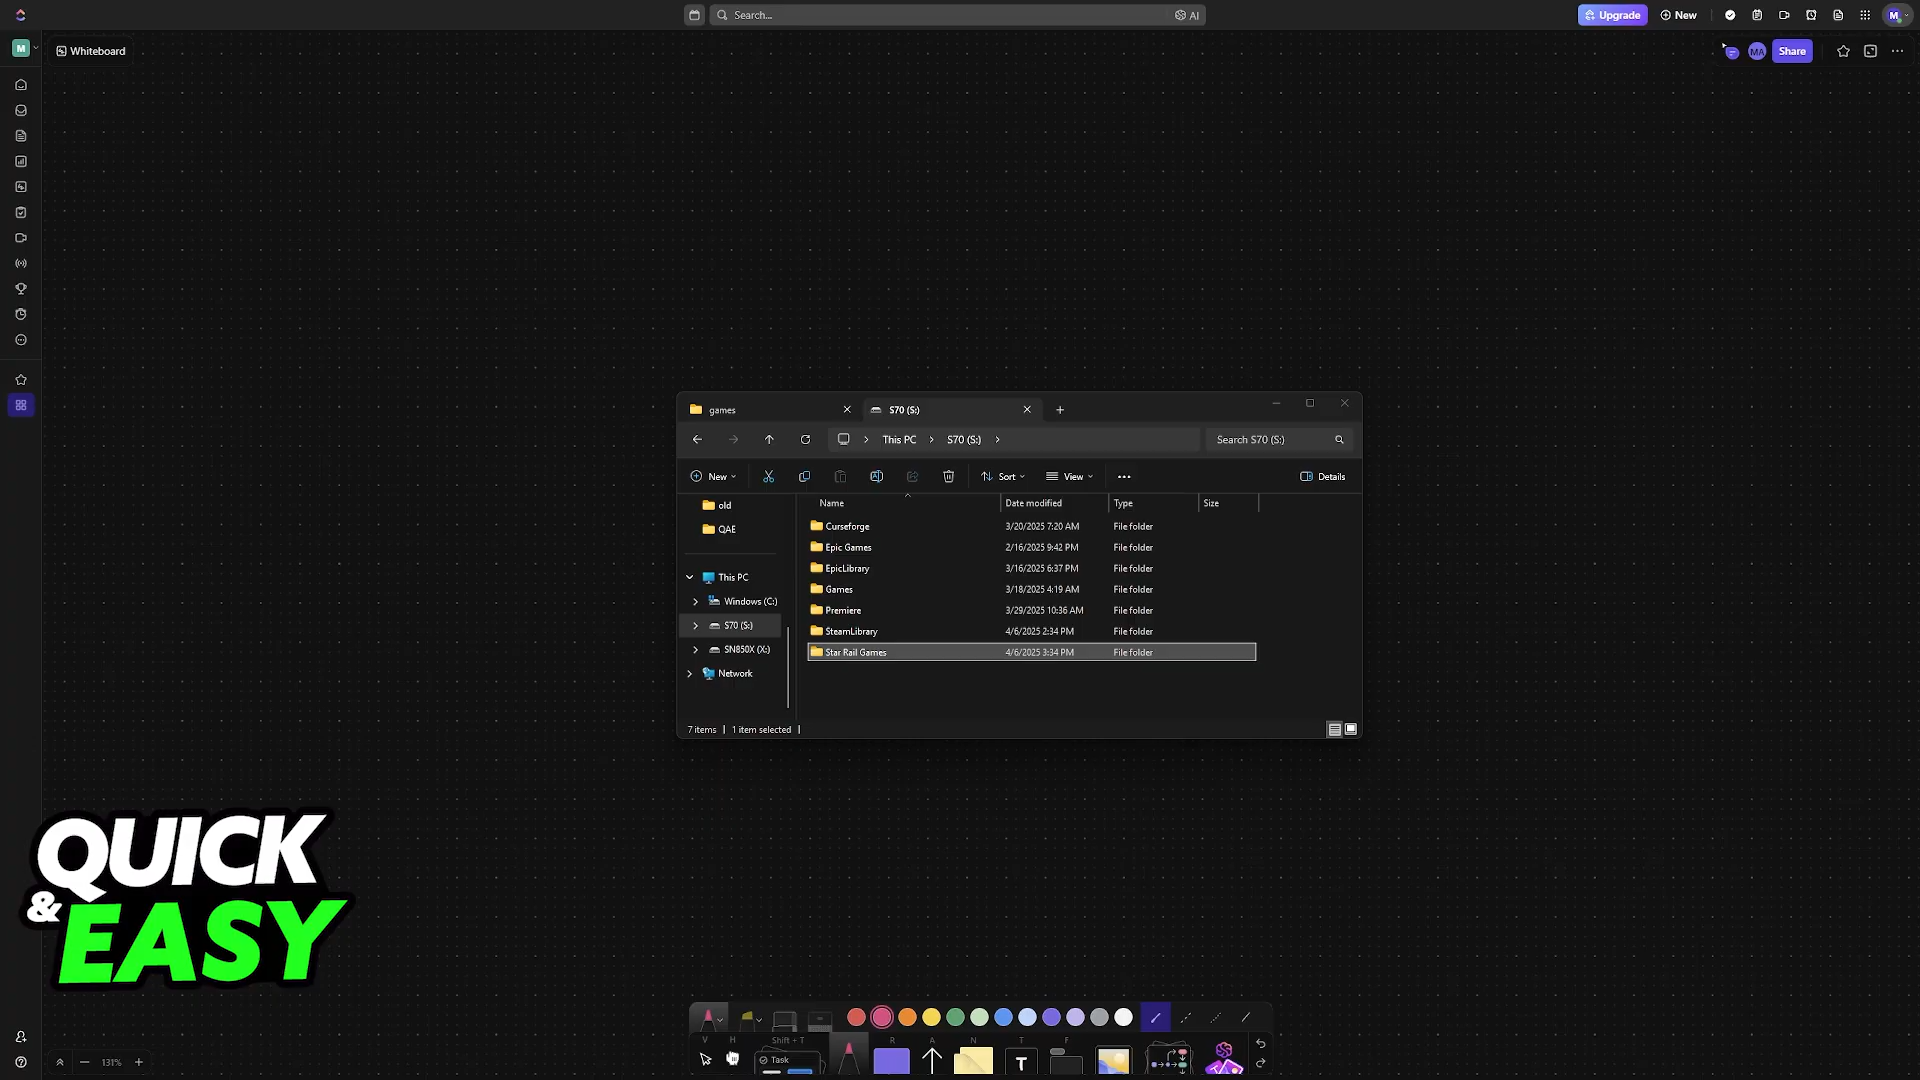 Search...
AI
Upgrade
New
M
M
Whiteboard
MA
Share
games
S70 (S:)
This PC
S70 (S:)
Search S70 (S:)
New
Sort
View
Details
old
QAE
This PC
Windows (C:)
S70 (S:)
SN850X (X:)
Network
Name Date modified Type Size
Curseforge 3/20/2025 7:20 AM File folder
Epic Games 2/16/2025 9:42 PM File folder
EpicLibrary 3/16/2025 6:37 PM File folder
Games 3/18/2025 4:19 AM File folder
Premiere 3/29/2025 10:36 AM File folder
SteamLibrary 4/6/2025 2:34 PM File folder
Star Rail Games 4/6/2025 3:34 PM File folder
7 items
1 item selected
QUICK
& EASY
V H Shift + T R A N T F
Task
T
131%